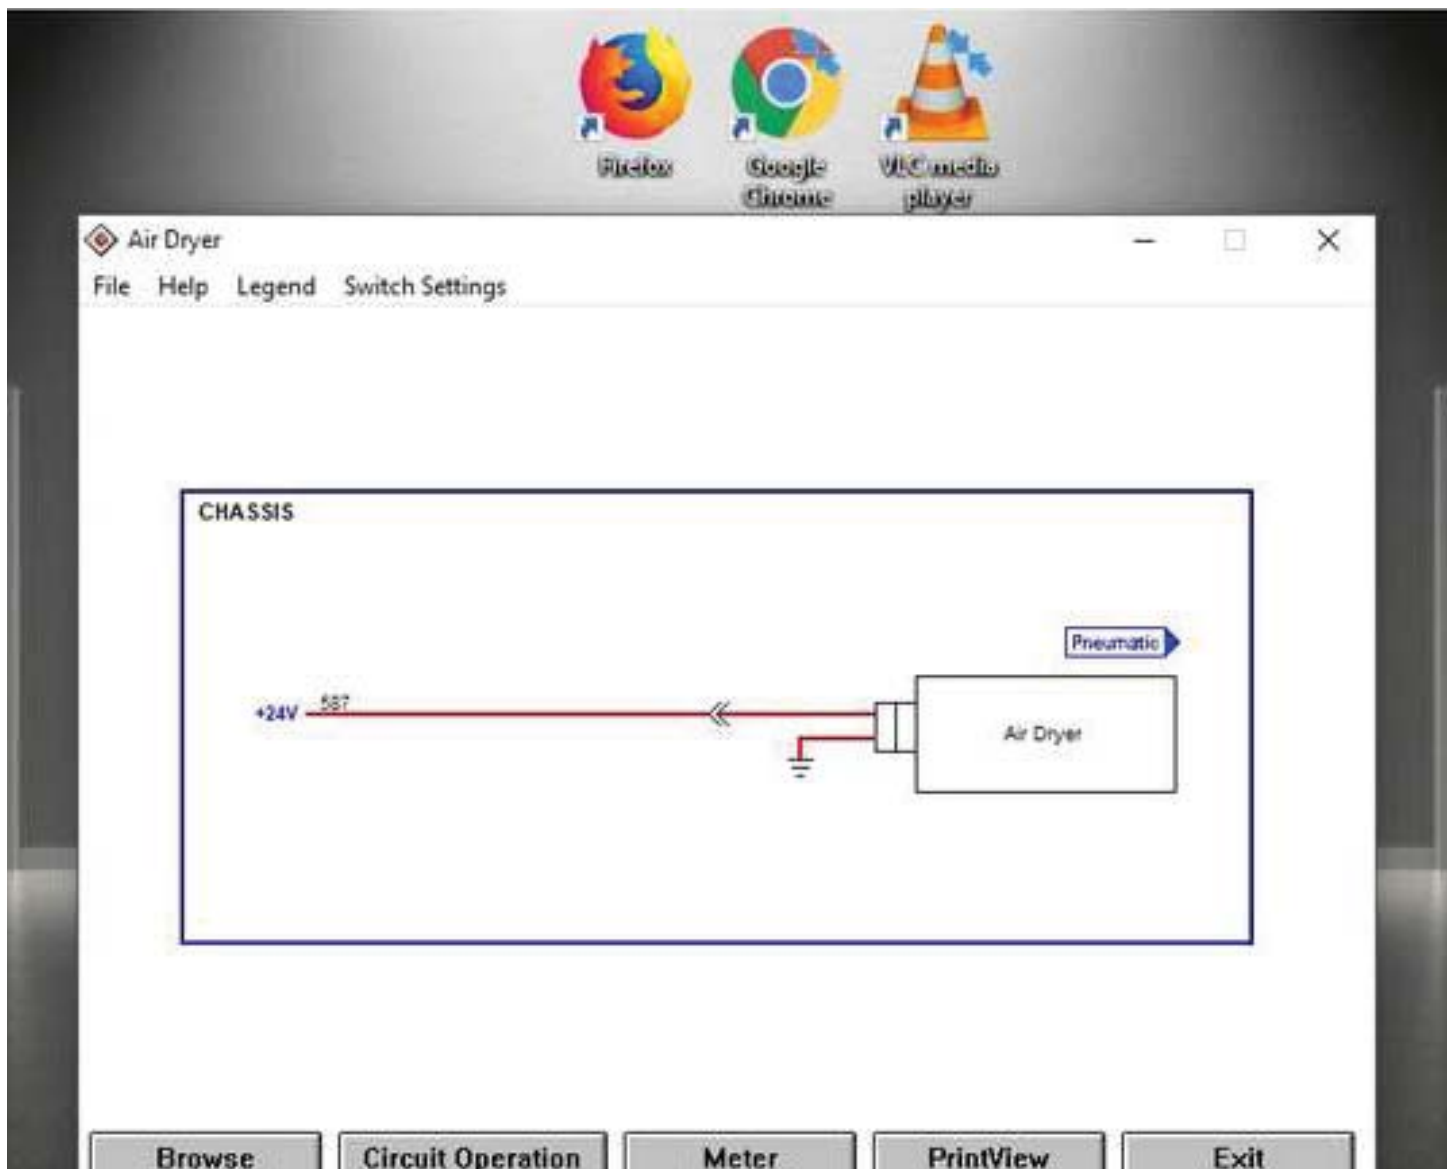 Firefox
Google
Chrome
VLC media
player
Air Dryer
File Help Legend Switch Settings
CHASSIS
Pneumatic
+24V 587
Air Dryer
Browse Circuit Operation Meter PrintView Exit